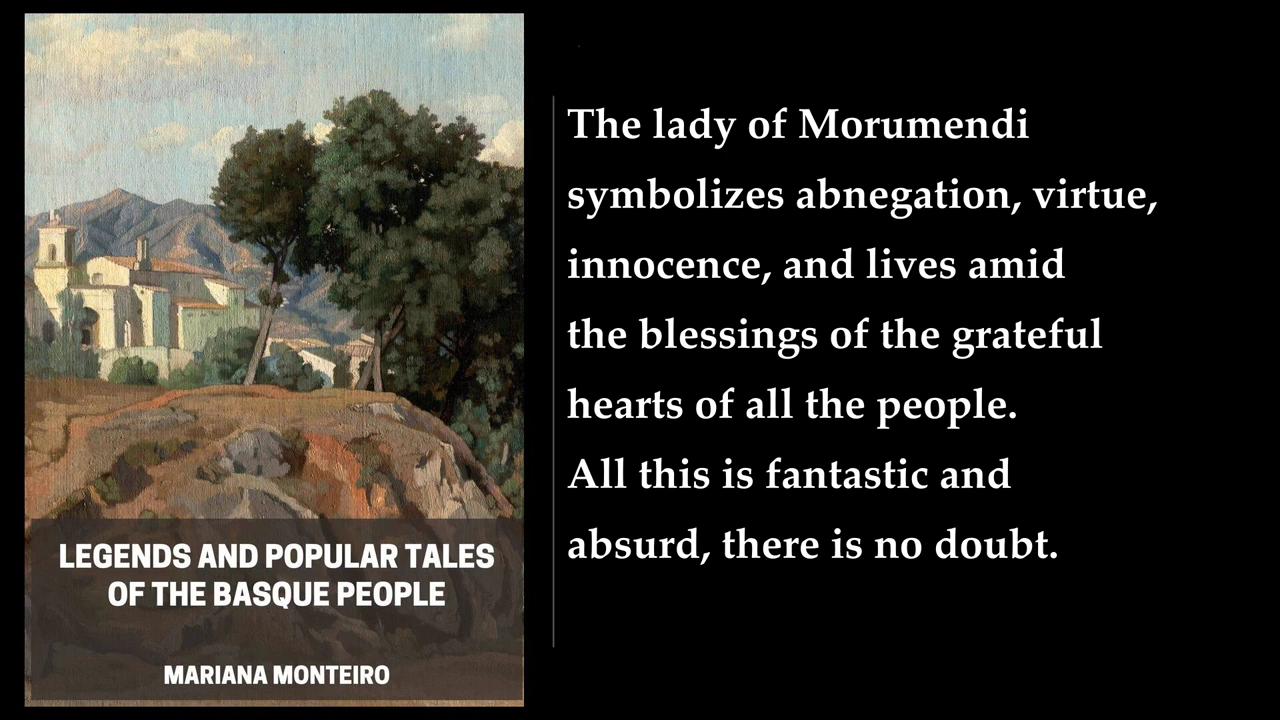 LEGENDS AND POPULAR TALES
OF THE BASQUE PEOPLE
MARIANA MONTEIRO
The lady of Morumendi
symbolizes abnegation, virtue,
innocence, and lives amid
the blessings of the grateful
hearts of all the people.
All this is fantastic and
absurd, there is no doubt.